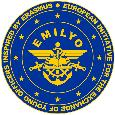 EUROPEAN INITIATIVE FOR THE EXCHANGE OF YOUNG OFFICERS INSPIRED BY ERASMUS
EMILYO